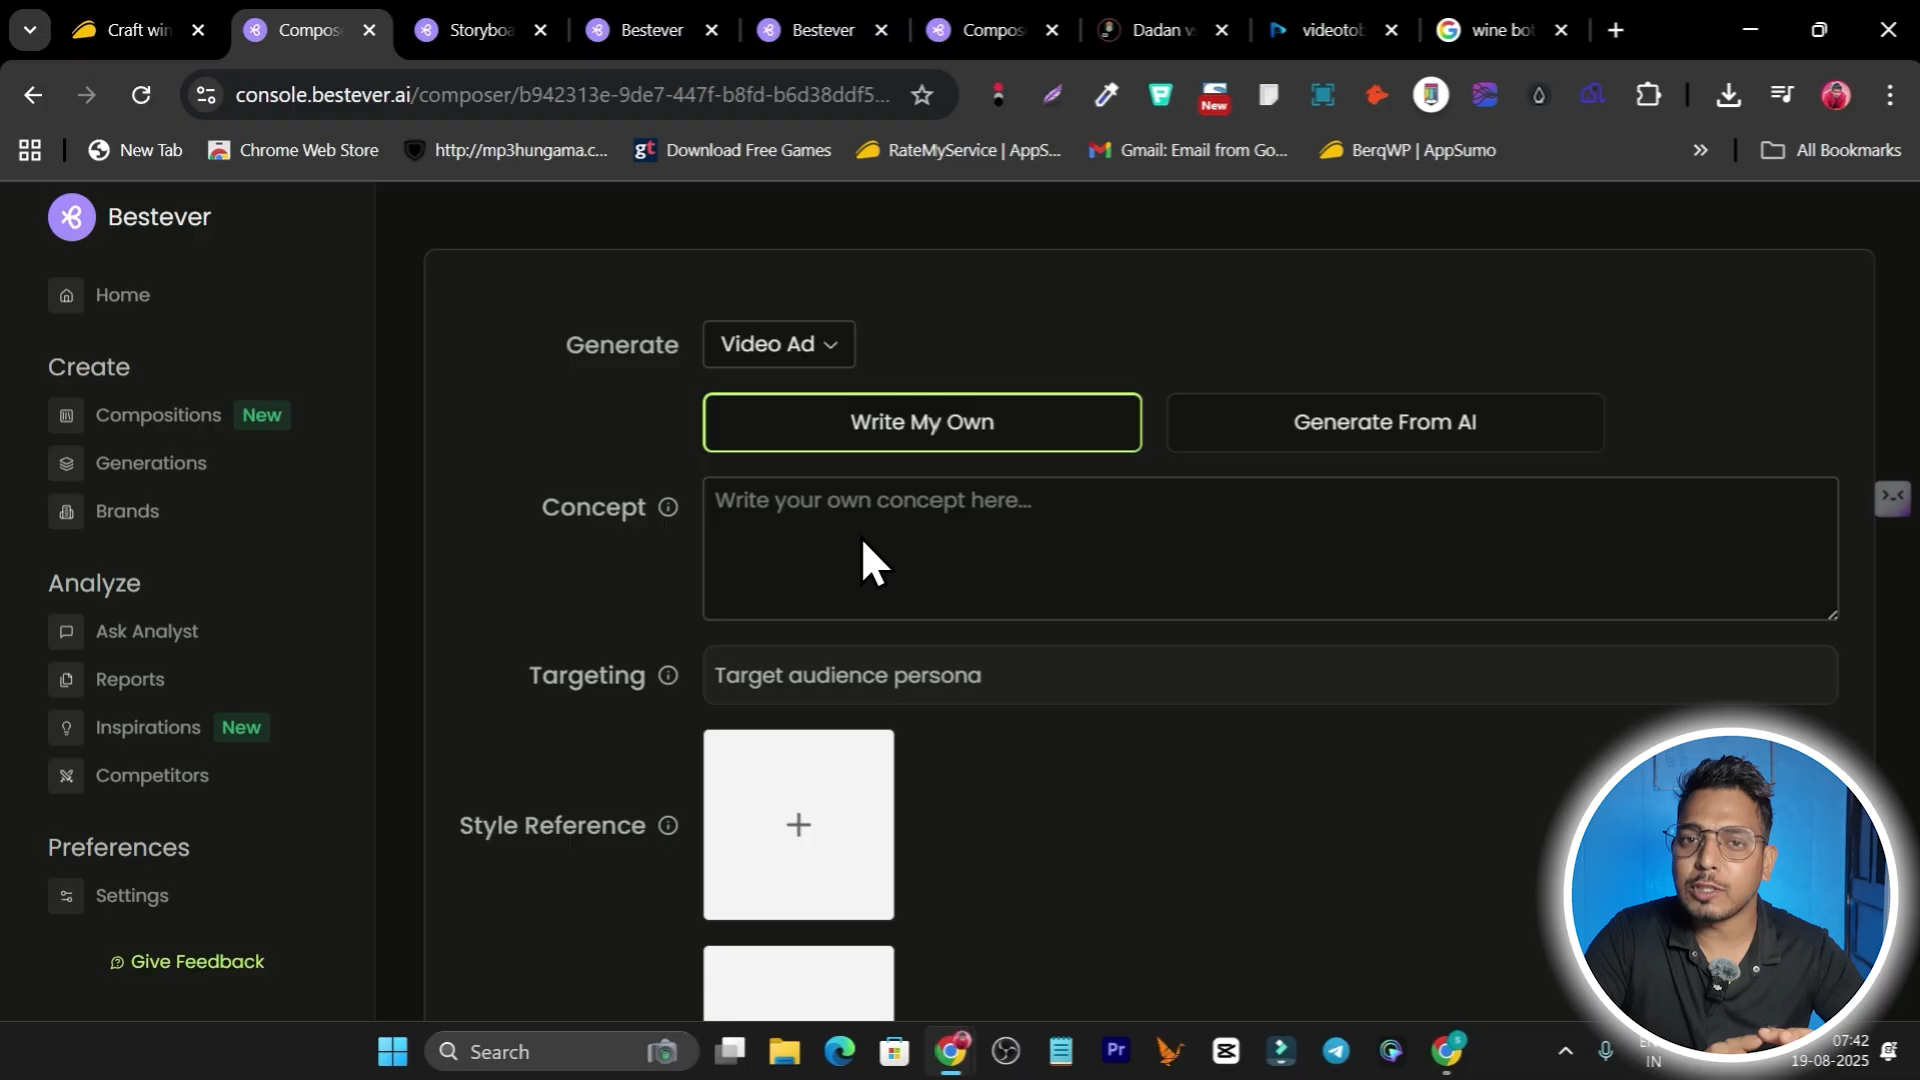 Craft win
Compose
Storyboa
Bestever
Bestever
Compos
Dadan v
videotob
wine bot
console.bestever.ai/composer/b942313e-9de7-447f-b8fd-b6d38ddf5...
New
New Tab
Chrome Web Store
http://mp3hungama.c...
gt
Download Free Games
RateMyService | AppS...
Gmail: Email from Go...
BerqWP | AppSumo
All Bookmarks
Bestever
Home
Create
Compositions New
Generations
Brands
Analyze
Ask Analyst
Reports
Inspirations New
Competitors
Preferences
Settings
Give Feedback
Generate Video Ad
Write My Own
Generate From AI
Concept
Write your own concept here...
Targeting
Target audience persona
Style Reference
Search
Pr
IN
07:42
19-08-2025